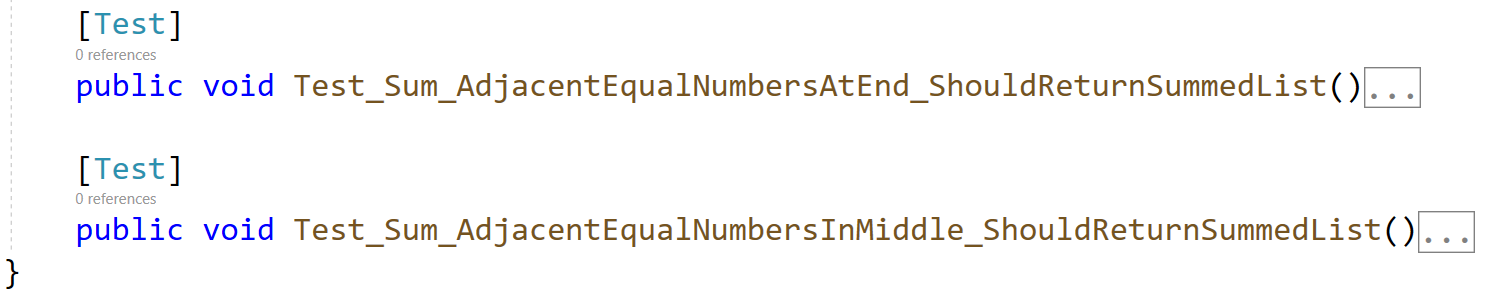 [Test]
0 references
public void Test_Sum_AdjacentEqualNumbersAtEnd_ShouldReturnSummedList()...
[Test]
0 references
public void Test_Sum_AdjacentEqualNumbersInMiddle_ShouldReturnSummedList()...
}